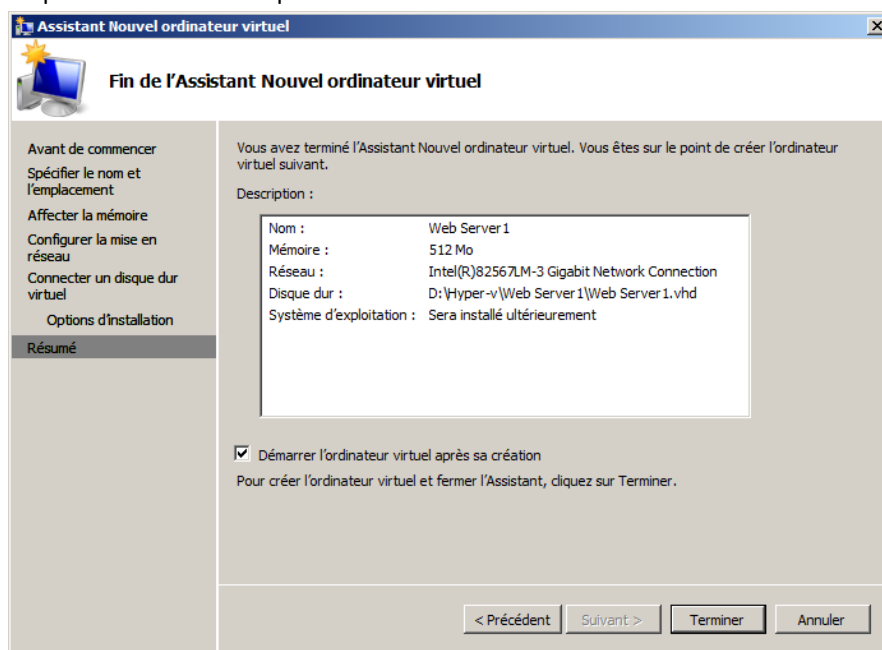 Assistant Nouvel ordinateur virtuel
Fin de l'Assistant Nouvel ordinateur virtuel
Avant de commencer
Spécifier le nom et
l'emplacement
Affecter la mémoire
Configurer la mise en
réseau
Connecter un disque dur
virtuel
Options d'installation
Résumé
Vous avez terminé l'Assistant Nouvel ordinateur virtuel. Vous êtes sur le point de créer l'ordinateur
virtuel suivant.
Description :
Nom : Web Server1
Mémoire : 512 Mo
Réseau : Intel(R)82567LM-3 Gigabit Network Connection
Disque dur : D:\Hyper-v\Web Server1\Web Server1.vhd
Système d'exploitation : Sera installé ultérieurement
Démarrer l'ordinateur virtuel après sa création
Pour créer l'ordinateur virtuel et fermer l'Assistant, cliquez sur Terminer.
< Précédent Suivant > Terminer Annuler